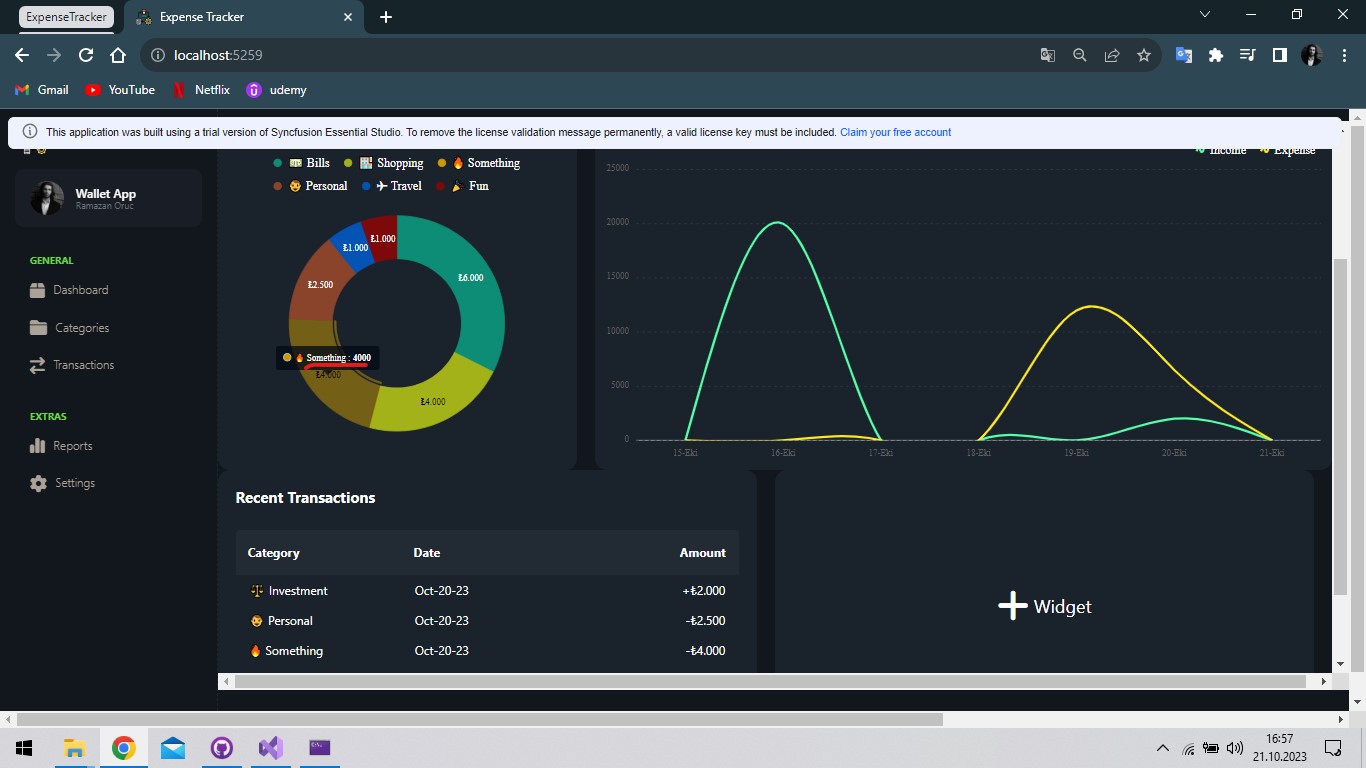 ExpenseTracker
Expense Tracker
localhost:5259
Gmail
YouTube
Netflix
udemy
This application was built using a trial version of Syncfusion Essential Studio. To remove the license validation message permanently, a valid license key must be included. Claim your free account
Wallet App
Ramazan Oruc
GENERAL
Dashboard
Categories
Transactions
EXTRAS
Reports
Settings
Bills Shopping Something
Personal Travel Fun
₺1.000
₺1.000
₺6.000
₺2.500
Something : 4000
₺4.000
₺4.000
Income Expense
25000
20000
15000
10000
5000
0
15-Eki 16-Eki 17-Eki 18-Eki 19-Eki 20-Eki 21-Eki
Recent Transactions
Category Date Amount
Investment Oct-20-23 +₺2.000
Personal Oct-20-23 -₺2.500
Something Oct-20-23 -₺4.000
Widget
16:57
21.10.2023